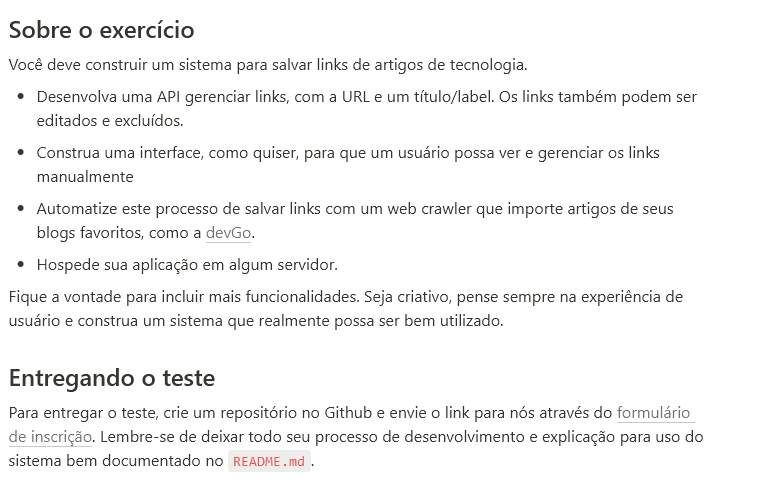 Sobre o exercício
Você deve construir um sistema para salvar links de artigos de tecnologia.
• Desenvolva uma API gerenciar links, com a URL e um título/label. Os links também podem ser
editados e excluídos.
• Construa uma interface, como quiser, para que um usuário possa ver e gerenciar os links
manualmente
• Automatize este processo de salvar links com um web crawler que importe artigos de seus
blogs favoritos, como a devGo.
• Hospede sua aplicação em algum servidor.
Fique a vontade para incluir mais funcionalidades. Seja criativo, pense sempre na experiência de
usuário e construa um sistema que realmente possa ser bem utilizado.
Entregando o teste
Para entregar o teste, crie um repositório no Github e envie o link para nós através do formulário
de inscrição. Lembre-se de deixar todo seu processo de desenvolvimento e explicação para uso do
sistema bem documentado no README.md.